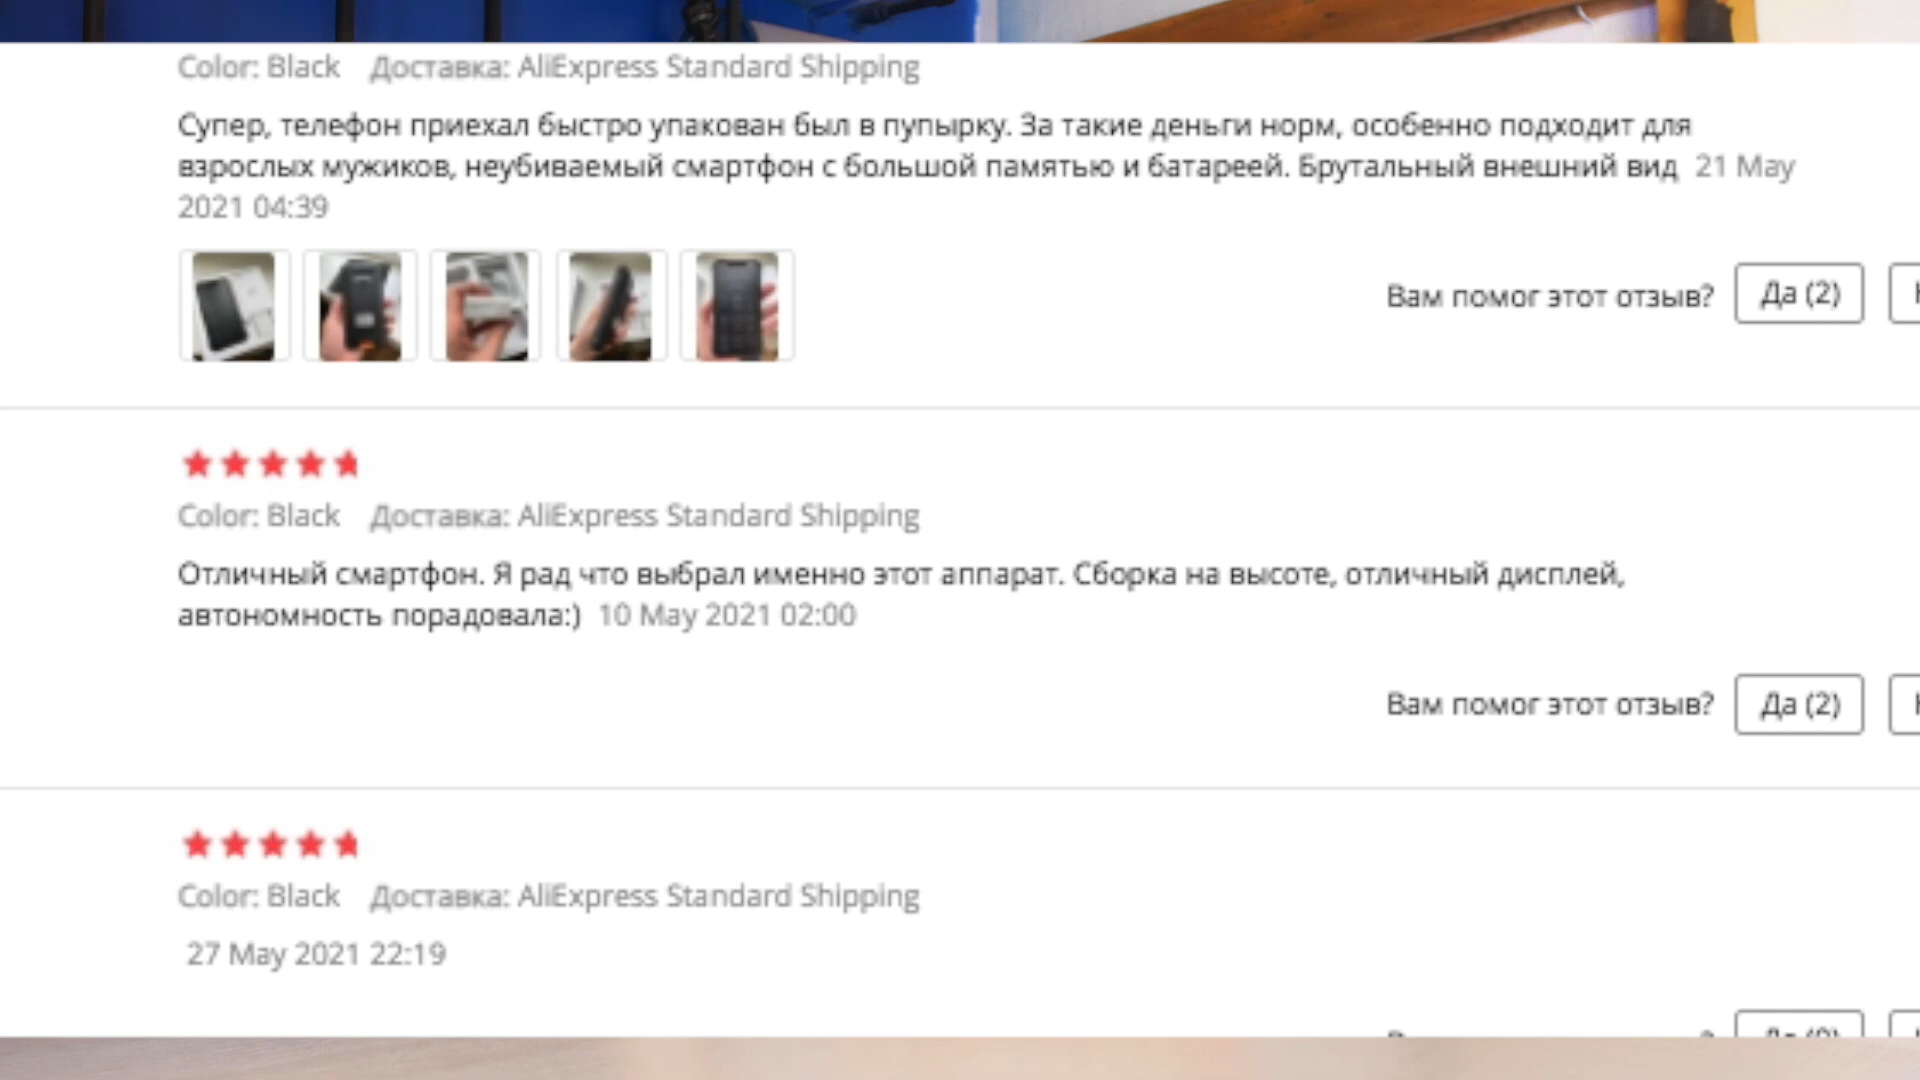 Color: Black Доставка: AliExpress Standard Shipping
Супер, телефон приехал быстро упакован был в пупырку. За такие деньги норм, особенно подходит для
взрослых мужиков, неубиваемый смартфон с большой памятью и батареей. Брутальный внешний вид 21 May
2021 04:39
Вам помог этот отзыв? Да (2)
Color: Black Доставка: AliExpress Standard Shipping
Отличный смартфон. Я рад что выбрал именно этот аппарат. Сборка на высоте, отличный дисплей,
автономность порадовала:) 10 May 2021 02:00
Вам помог этот отзыв? Да (2)
Color: Black Доставка: AliExpress Standard Shipping
27 May 2021 22:19